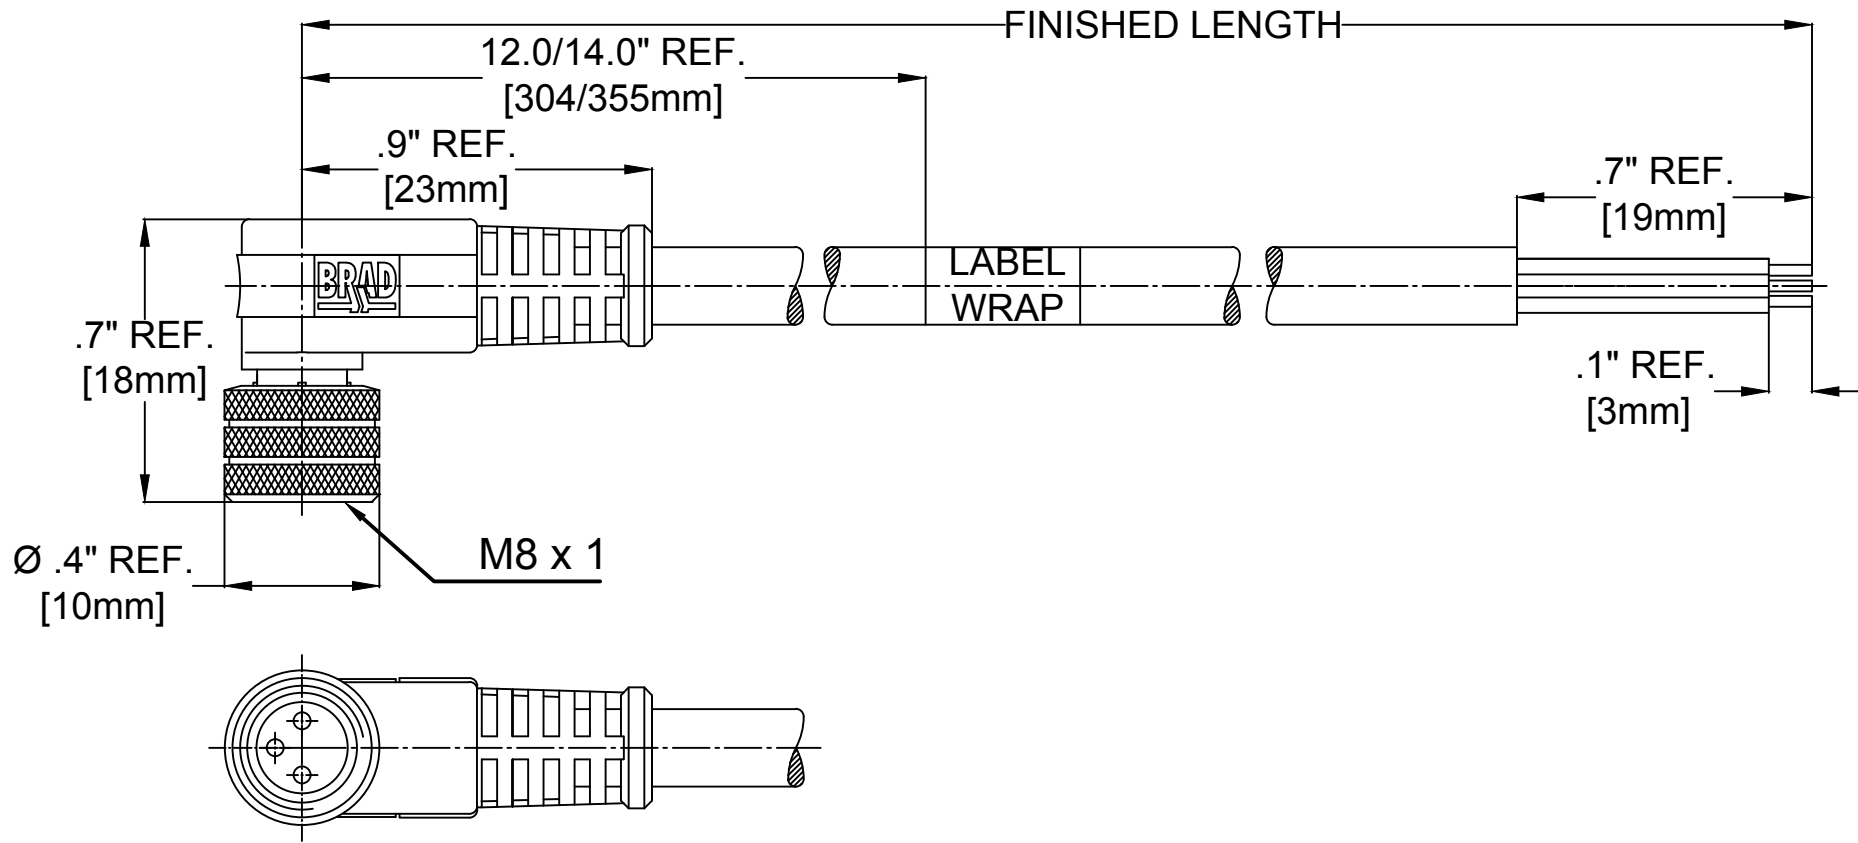 FINISHED LENGTH
12.0/14.0" REF.
[304/355mm]
.9" REF.
[23mm]
.7" REF.
[19mm]
BRAD
LABEL
WRAP
.7" REF.
[18mm]
.1" REF.
[3mm]
M8 x 1
Ø .4" REF.
[10mm]